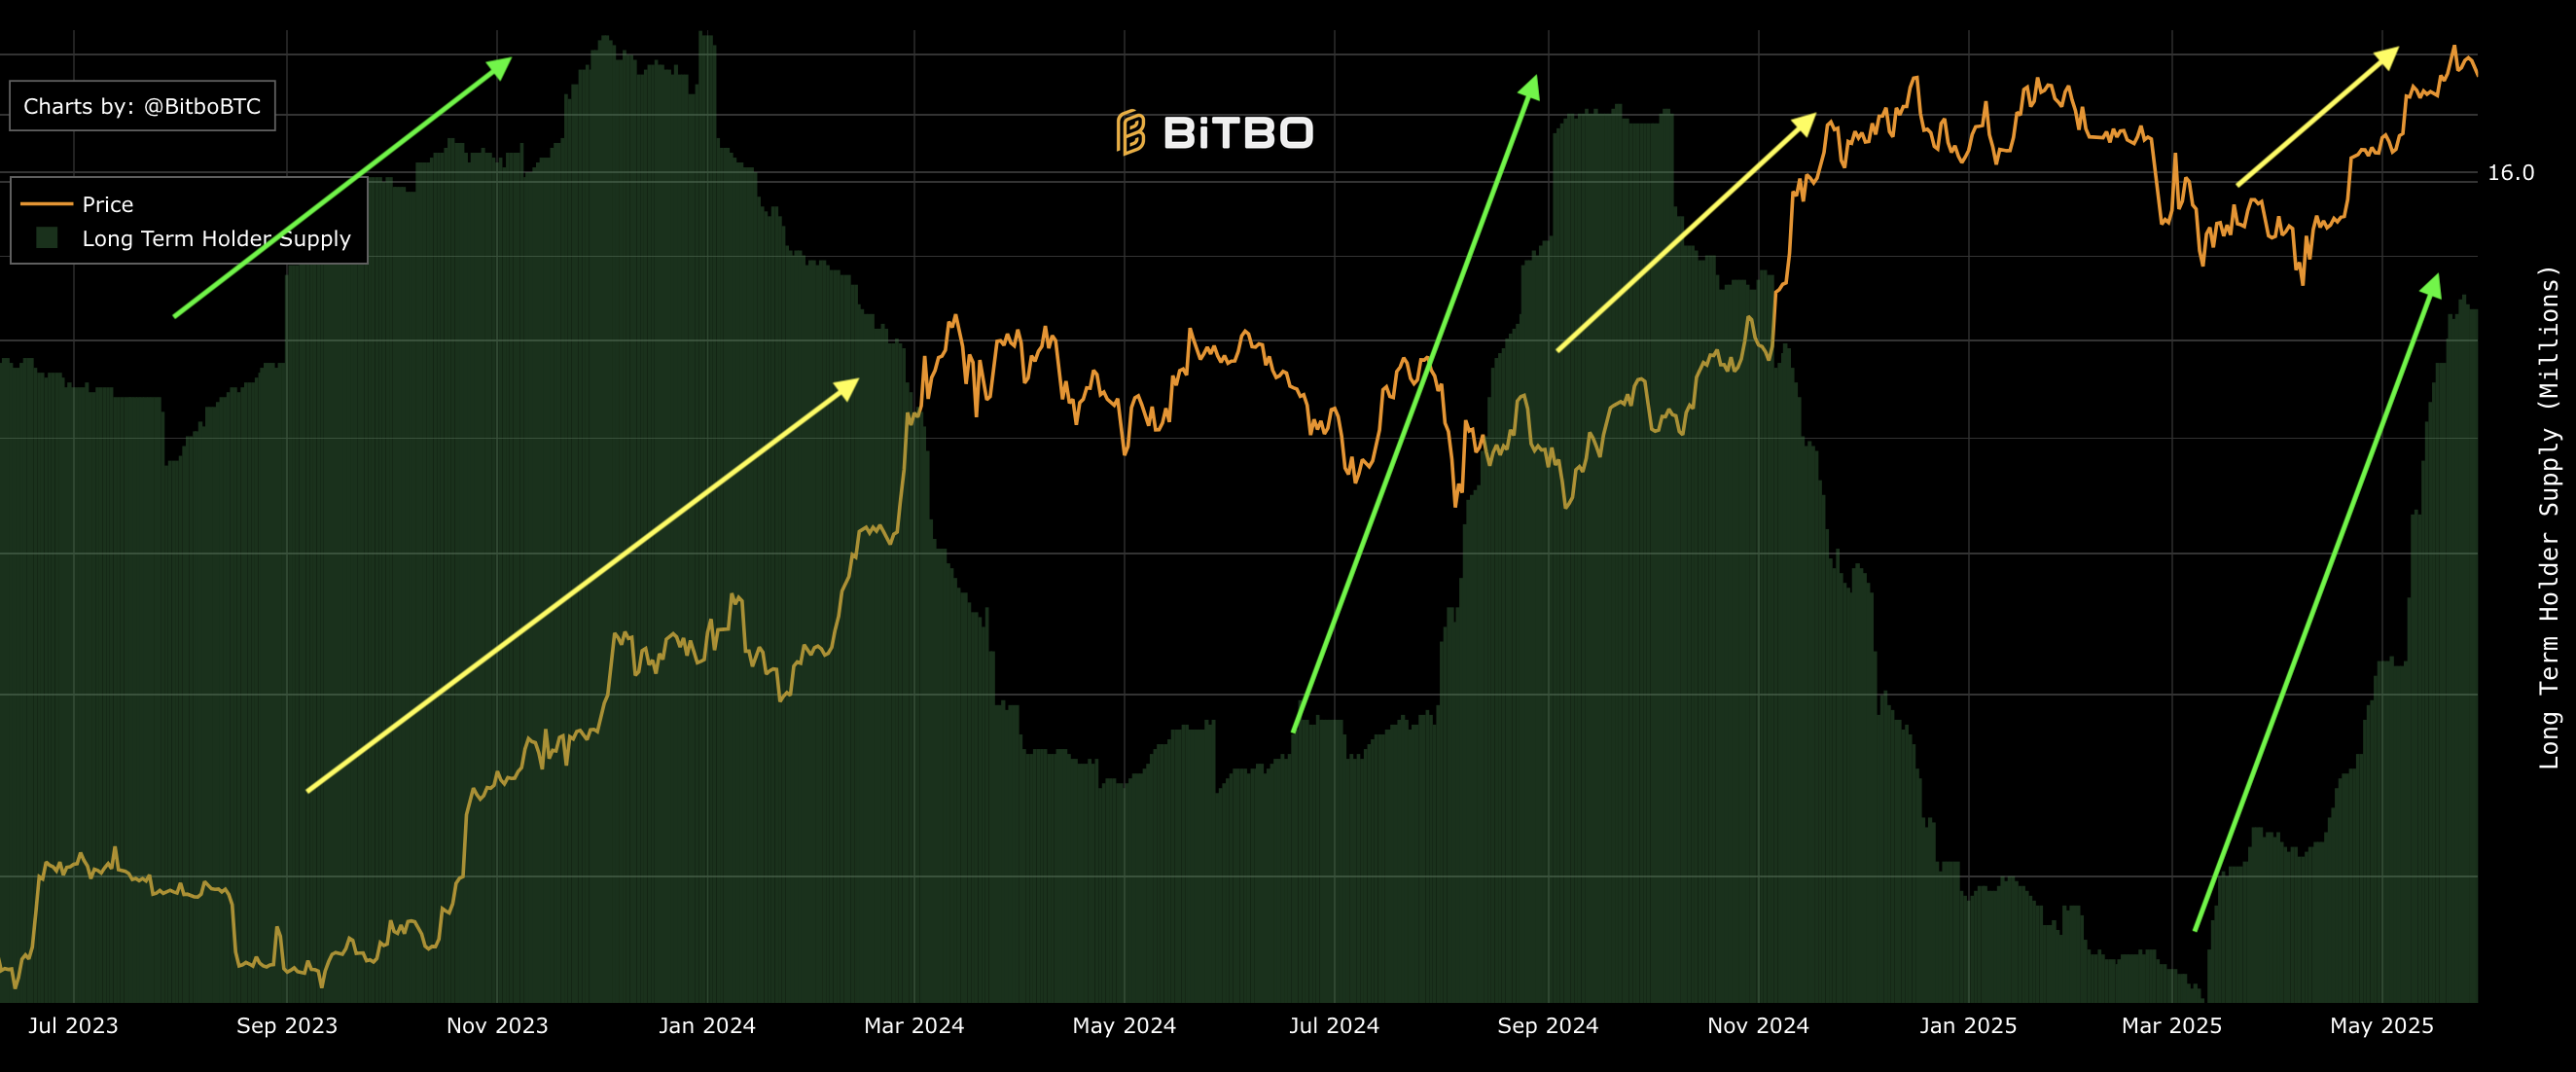 Charts by: @BitboBTC
BiTBO
Price
Long Term Holder Supply
16.0
Long Term Holder Supply (Millions)
Jul 2023
Sep 2023
Nov 2023
Jan 2024
Mar 2024
May 2024
Jul 2024
Sep 2024
Nov 2024
Jan 2025
Mar 2025
May 2025